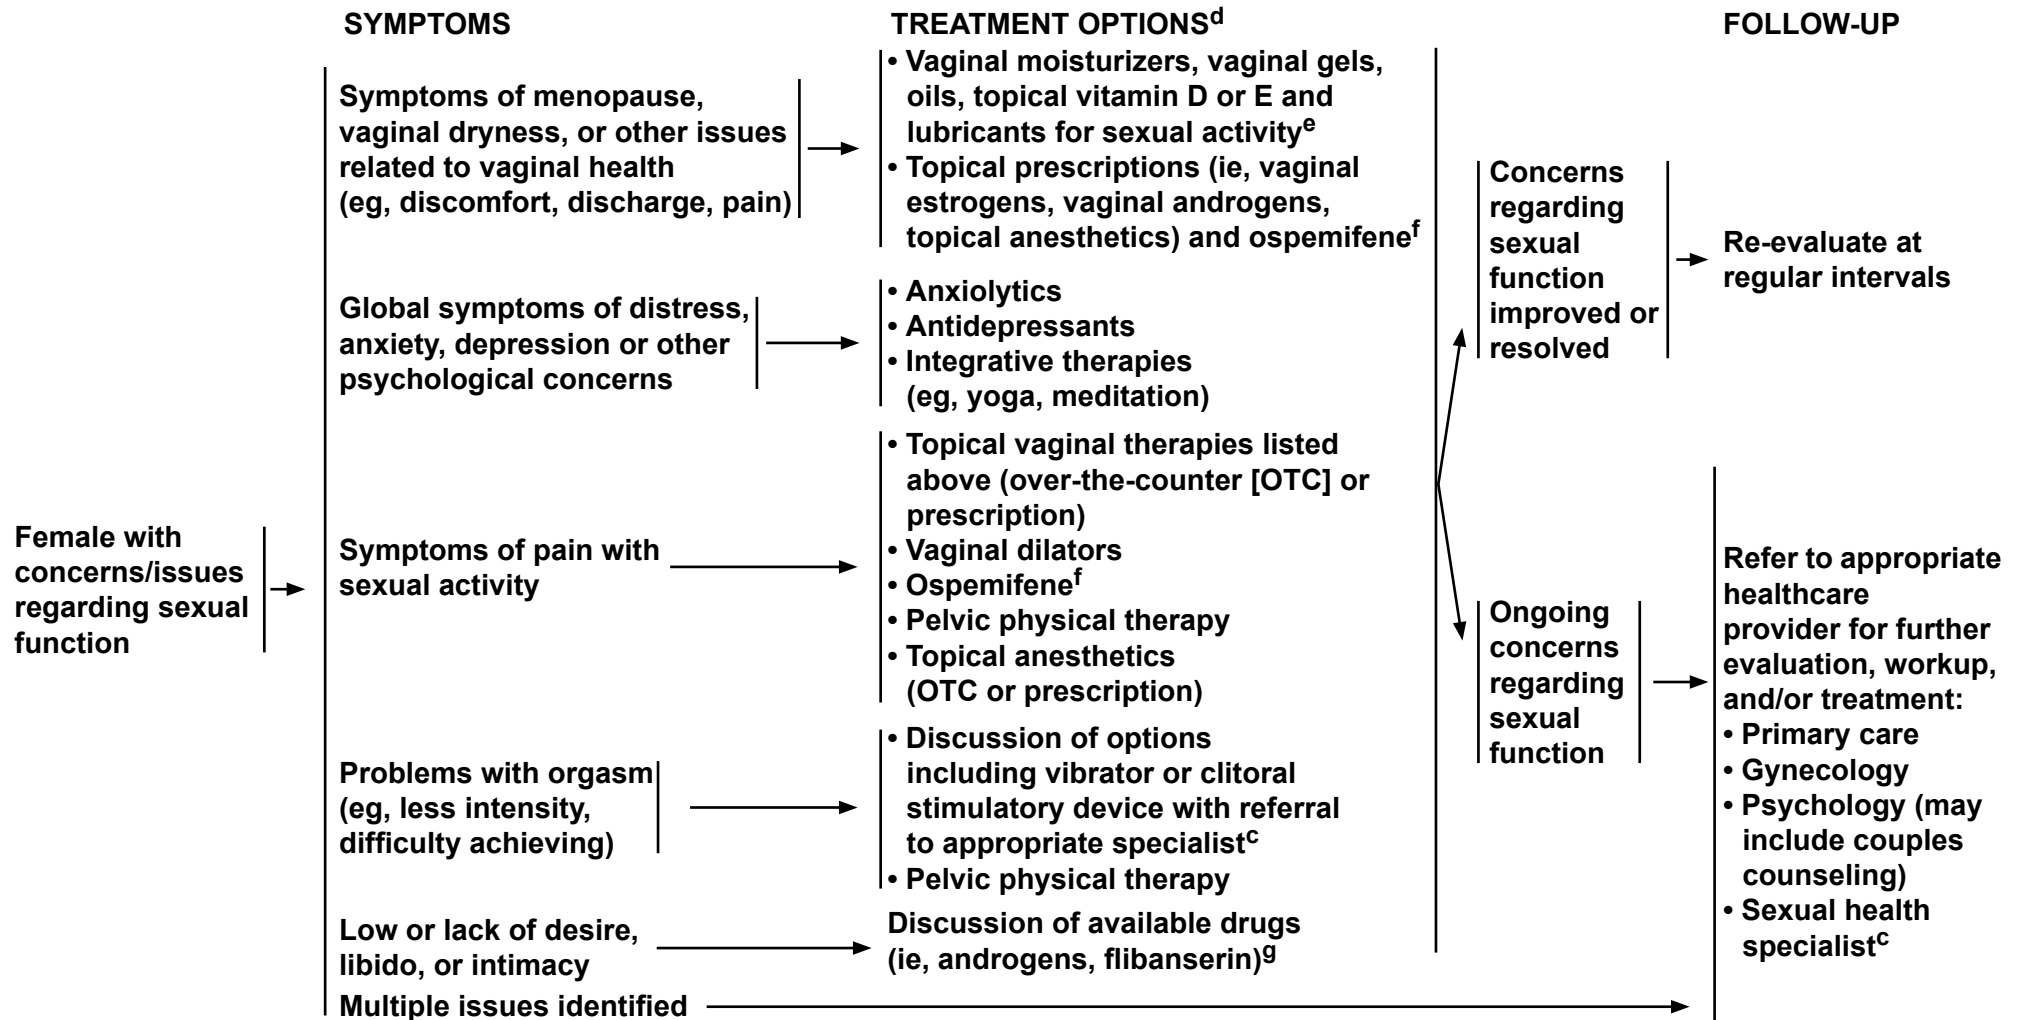 SYMPTOMS
TREATMENT OPTIONSd
FOLLOW-UP
Female with
concerns/issues
regarding sexual
function
Symptoms of menopause,
vaginal dryness, or other issues
related to vaginal health
(eg, discomfort, discharge, pain)
• Vaginal moisturizers, vaginal gels,
oils, topical vitamin D or E and
lubricants for sexual activitye
• Topical prescriptions (ie, vaginal
estrogens, vaginal androgens,
topical anesthetics) and ospemifenef
Global symptoms of distress,
anxiety, depression or other
psychological concerns
• Anxiolytics
• Antidepressants
• Integrative therapies
(eg, yoga, meditation)
Symptoms of pain with
sexual activity
• Topical vaginal therapies listed
above (over-the-counter [OTC] or
prescription)
• Vaginal dilators
• Ospemifenef
• Pelvic physical therapy
• Topical anesthetics
(OTC or prescription)
Problems with orgasm
(eg, less intensity,
difficulty achieving)
• Discussion of options
including vibrator or clitoral
stimulatory device with referral
to appropriate specialistc
• Pelvic physical therapy
Low or lack of desire,
libido, or intimacy
Discussion of available drugs
(ie, androgens, flibanserin)g
Multiple issues identified
Concerns
regarding
sexual
function
improved or
resolved
Re-evaluate at
regular intervals
Ongoing
concerns
regarding
sexual
function
Refer to appropriate
healthcare
provider for further
evaluation, workup,
and/or treatment:
• Primary care
• Gynecology
• Psychology (may
include couples
counseling)
• Sexual health
specialistc